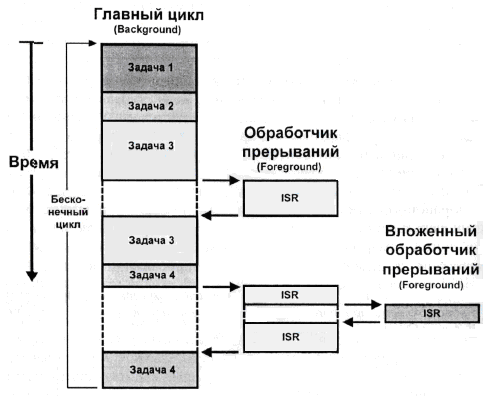 Главный цикл
(Background)
Задача 1
Задача 2
Задача 3
Обработчик
прерываний
(Foreground)
Время
ISR
Беско-
нечный
цикл
Вложенный
обработчик
прерываний
(Foreground)
Задача 3
Задача 4
ISR
ISR
ISR
Задача 4